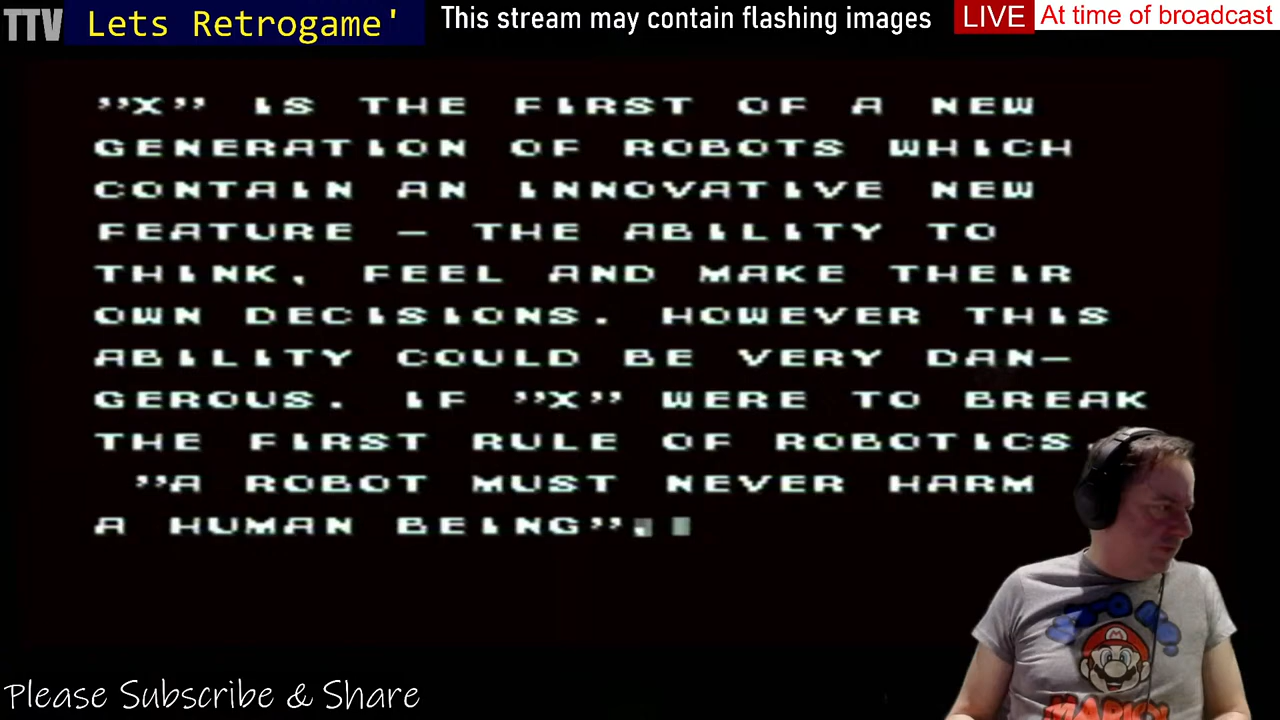 TTV Lets Retrogame'
This stream may contain flashing images
LIVE At time of broadcast
"X" IS THE FIRST OF A NEW
GENERATION OF ROBOTS WHICH
CONTAIN AN INNOVATIVE NEW
FEATURE – THE ABILITY TO
THINK, FEEL AND MAKE THEIR
OWN DECISIONS. HOWEVER THIS
ABILITY COULD BE VERY DAN–
GEROUS. IF "X" WERE TO BREAK
THE FIRST RULE OF ROBOTICS,
"A ROBOT MUST NEVER HARM
A HUMAN BEING",
MARIO
Please Subscribe & Share